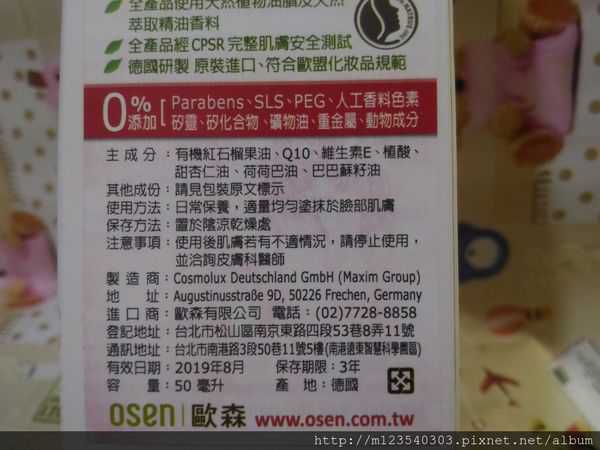 全產品使用天然植物油脂及天然
萃取精油香料
全產品經 CPSR 完整肌膚安全測試
德國研製 原裝進口、符合歐盟化妝品規範
0%添加 [ Parabens、SLS、PEG、人工香料色素
矽靈、矽化合物、礦物油、重金屬、動物成分
主成分：有機紅石榴果油、Q10、維生素E、植酸、
甜杏仁油、荷荷巴油、巴巴蘇籽油
其他成份：請見包裝原文標示
使用方法：日常保養，適量均勻塗抹於臉部肌膚
保存方法：置於陰涼乾燥處
注意事項：使用後肌膚若有不適情況，請停止使用，
並洽詢皮膚科醫師
製造商：Cosmolux Deutschland GmbH (Maxim Group)
地址：Augustinusstraße 9D, 50226 Frechen, Germany
進口商：歐森有限公司 電話：(02)7728-8858
登記地址：台北市松山區南京東路四段53巷8弄11號
通訊地址：台北市南港路3段50巷11號5樓(南港遠東智慧科學園區)
有效日期：2019年8月 保存期限：3年
容量：50 毫升 產地：德國
osen 歐森 www.osen.com.tw
http://m123540303.pixnet.net/album